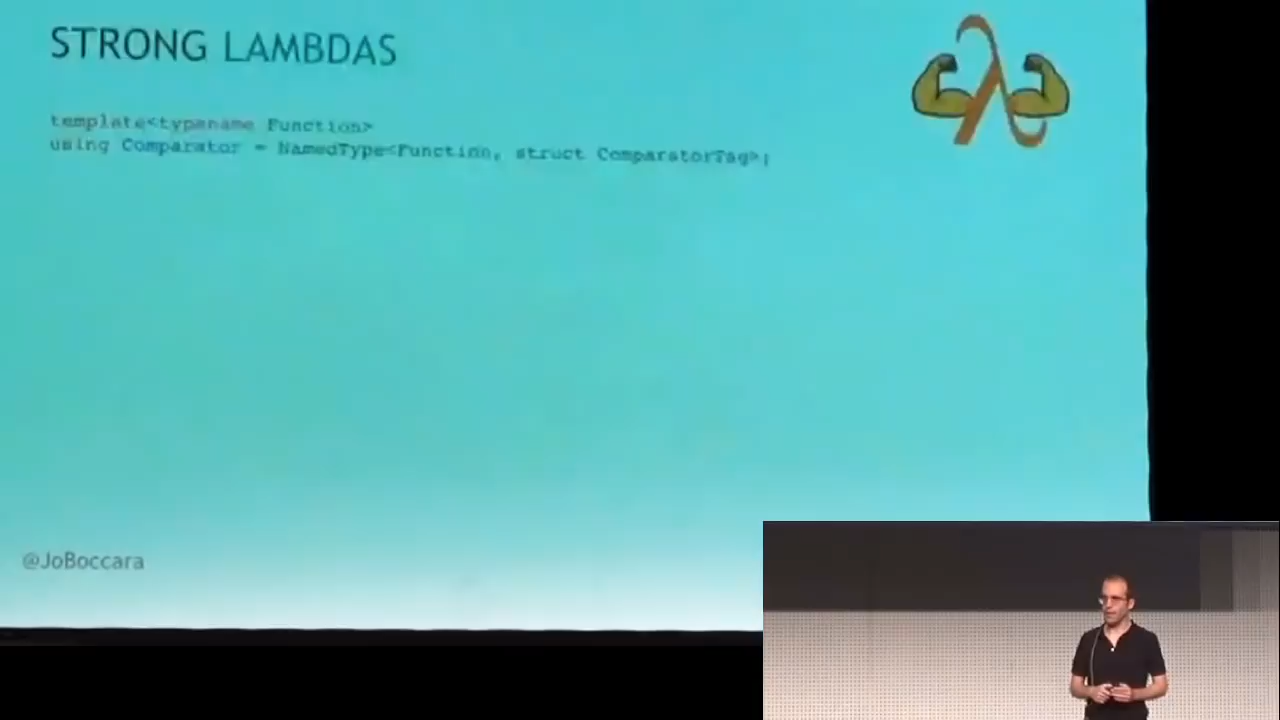 STRONG LAMBDAS
template<typename Function>
using Comparator = NamedType<Function, struct ComparatorTag>;
@JoBoccara